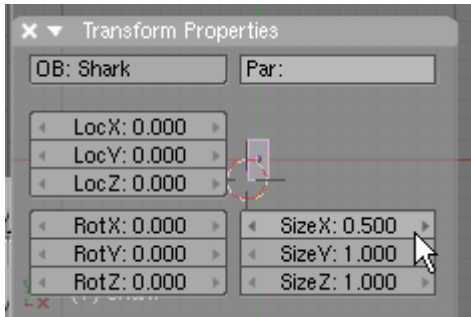 Transform Properties
OB: Shark
Par:
LocX: 0.000
LocY: 0.000
LocZ: 0.000
RotX: 0.000
RotY: 0.000
RotZ: 0.000
SizeX: 0.500
SizeY: 1.000
SizeZ: 1.000
x